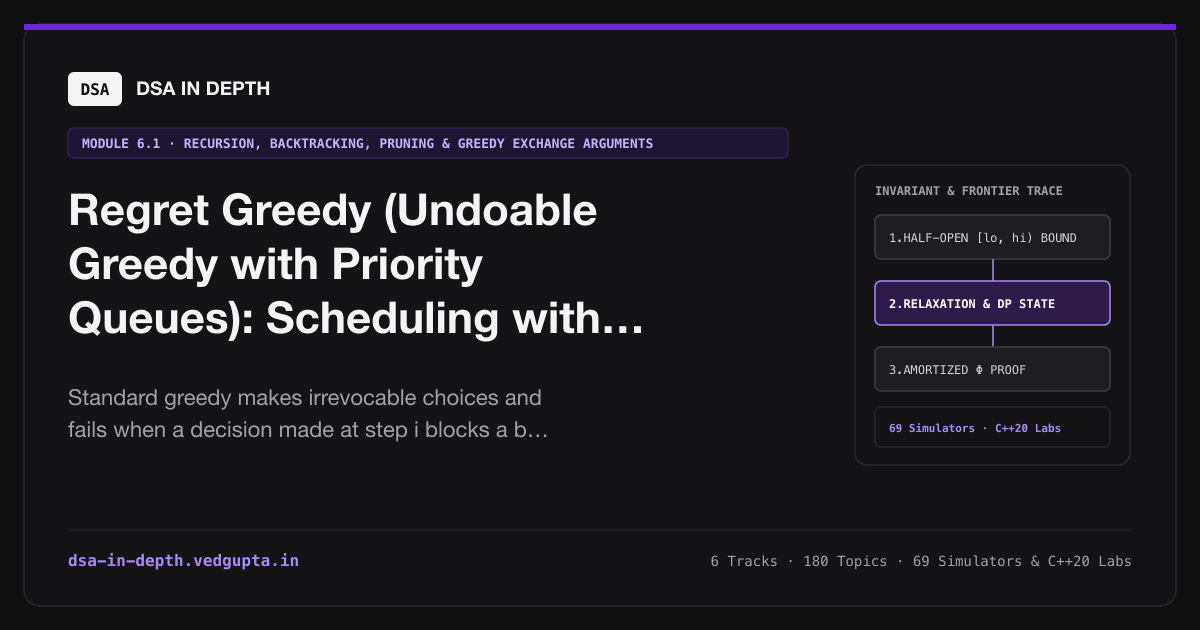 DSA
DSA IN DEPTH
MODULE 6.1 · RECURSION, BACKTRACKING, PRUNING & GREEDY EXCHANGE ARGUMENTS
Regret Greedy (Undoable
Greedy with Priority
Queues): Scheduling with...
Standard greedy makes irrevocable choices and
fails when a decision made at step i blocks a b...
INVARIANT & FRONTIER TRACE
1.HALF-OPEN [lo, hi) BOUND
2.RELAXATION & DP STATE
3.AMORTIZED Φ PROOF
69 Simulators · C++20 Labs
dsa-in-depth.vedgupta.in
6 Tracks · 180 Topics · 69 Simulators & C++20 Labs